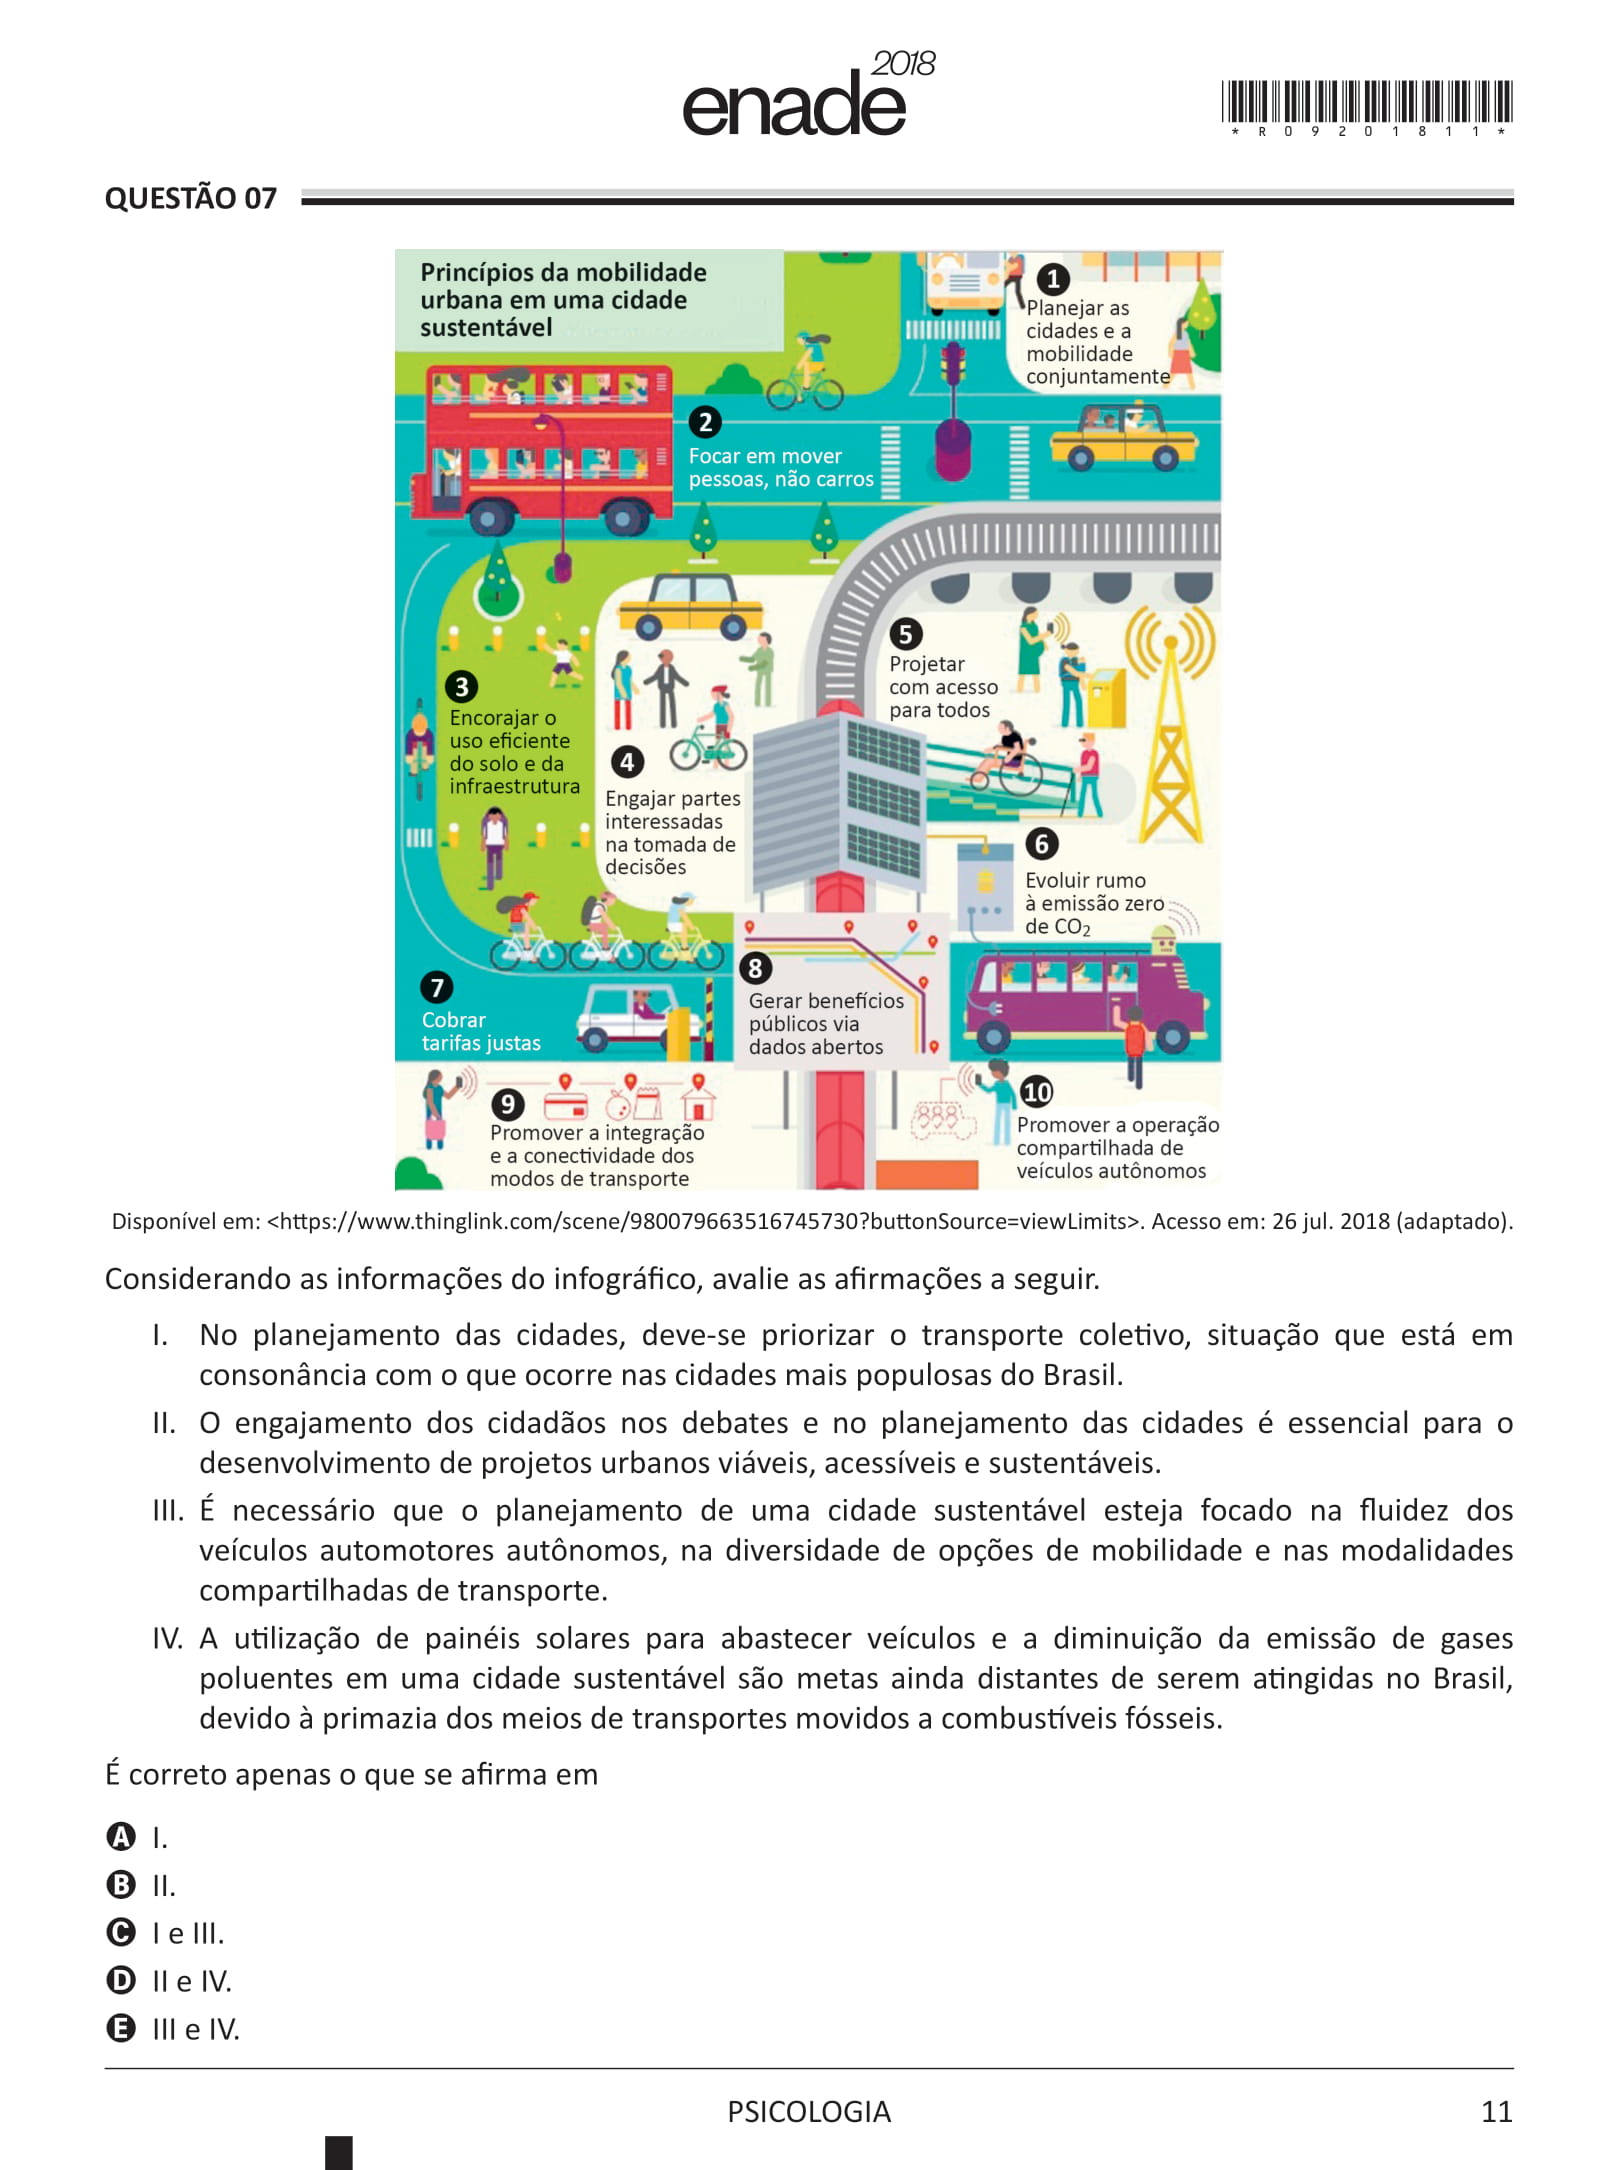 enade 2018
*R09201811*
QUESTÃO 07
Princípios da mobilidade
urbana em uma cidade
sustentável
1
Planejar as
cidades e a
mobilidade
conjuntamente
2
Focar em mover
pessoas, não carros
3
Encorajar o
uso eficiente
do solo e da
infraestrutura
4
Engajar partes
interessadas
na tomada de
decisões
5
Projetar
com acesso
para todos
6
Evoluir rumo
à emissão zero
de CO2
7
Cobrar
tarifas justas
8
Gerar benefícios
públicos via
dados abertos
9
Promover a integração
e a conectividade dos
modos de transporte
10
Promover a operação
compartilhada de
veículos autônomos
Disponível em: <https://www.thinglink.com/scene/980079663516745730?buttonSource=viewLimits>. Acesso em: 26 jul. 2018 (adaptado).
Considerando as informações do infográfico, avalie as afirmações a seguir.
I. No planejamento das cidades, deve-se priorizar o transporte coletivo, situação que está em
consonância com o que ocorre nas cidades mais populosas do Brasil.
II. O engajamento dos cidadãos nos debates e no planejamento das cidades é essencial para o
desenvolvimento de projetos urbanos viáveis, acessíveis e sustentáveis.
III. É necessário que o planejamento de uma cidade sustentável esteja focado na fluidez dos
veículos automotores autônomos, na diversidade de opções de mobilidade e nas modalidades
compartilhadas de transporte.
IV. A utilização de painéis solares para abastecer veículos e a diminuição da emissão de gases
poluentes em uma cidade sustentável são metas ainda distantes de serem atingidas no Brasil,
devido à primazia dos meios de transportes movidos a combustíveis fósseis.
É correto apenas o que se afirma em
A I.
B II.
C I e III.
D II e IV.
E III e IV.
PSICOLOGIA
11